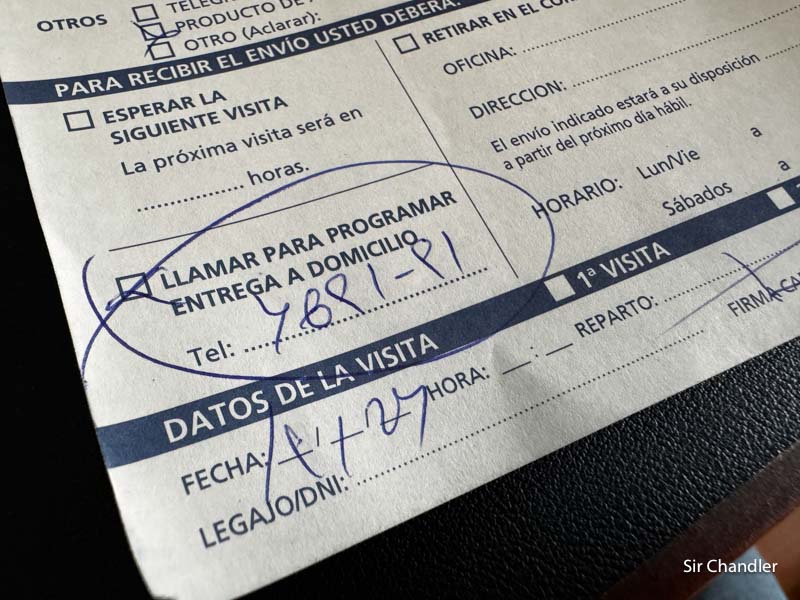 OTROS
PRODUCTO DE
OTRO (Aclarar):
PARA RECIBIR EL ENVÍO USTED DEBERÁ:
ESPERAR LA
SIGUIENTE VISITA
La próxima visita será en
.................. horas.
LLAMAR PARA PROGRAMAR
ENTREGA A DOMICILIO
Tel:
RETIRAR EN EL
OFICINA:
DIRECCION:
El envío indicado estará a su disposición
a partir del próximo día hábil.
HORARIO: Lun/Vie a
Sábados a
DATOS DE LA VISITA
1ª VISITA
FECHA:
HORA: __:__ REPARTO:
LEGAJO/DNI:
Sir Chandler